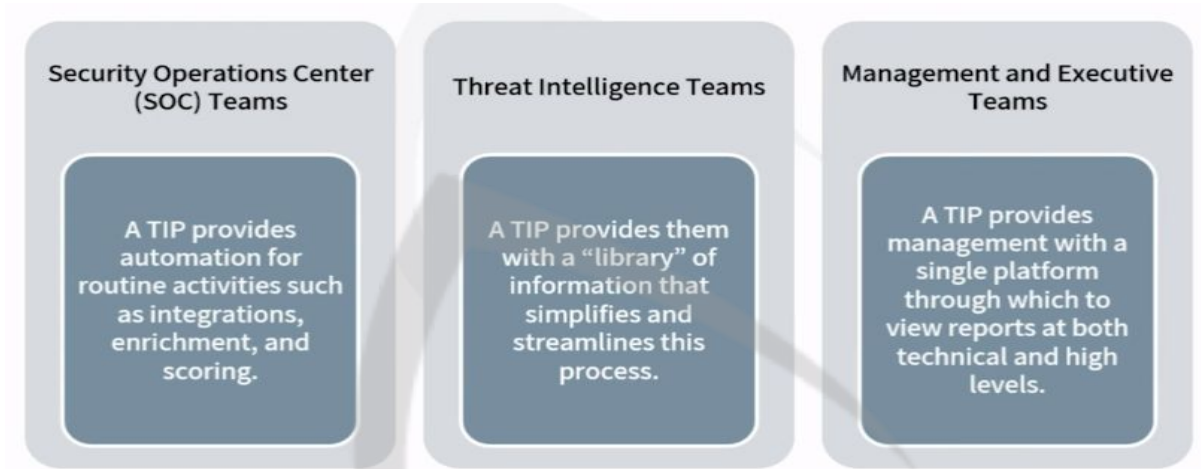 Security Operations Center
(SOC) Teams
A TIP provides
automation for
routine activities such
as integrations,
enrichment, and
scoring.
Threat Intelligence Teams
A TIP provides them
with a “library” of
information that
simplifies and
streamlines this
process.
Management and Executive
Teams
A TIP provides
management with a
single platform
through which to
view reports at both
technical and high
levels.